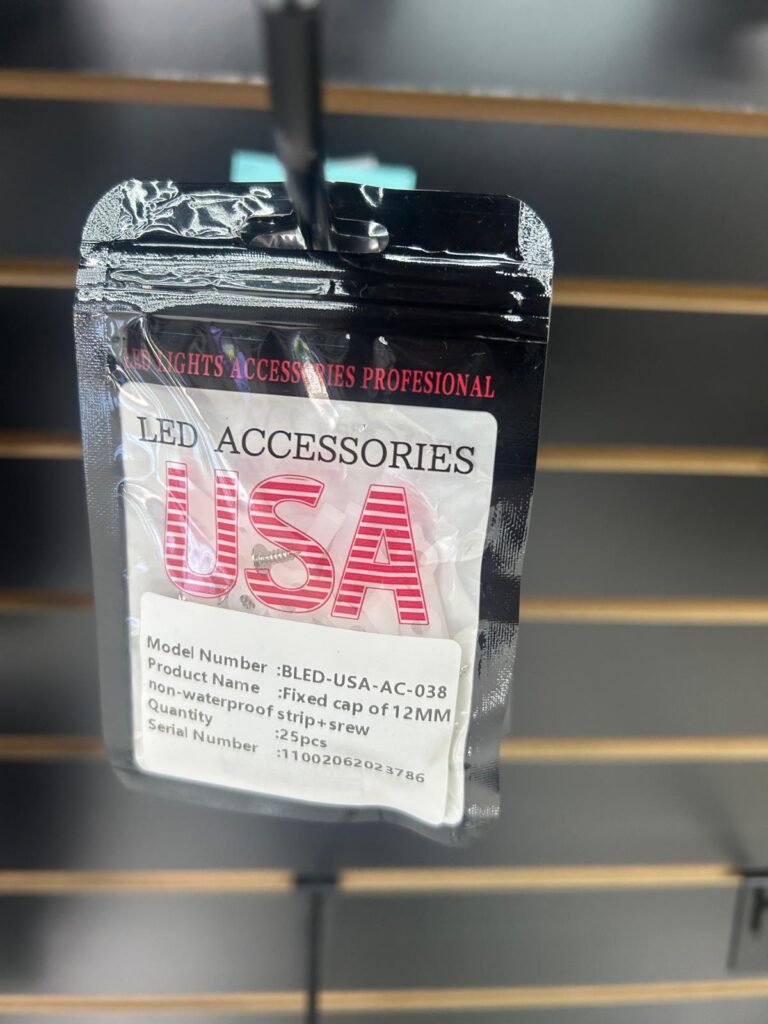 LED LIGHTS ACCESSORIES PROFESIONAL
LED ACCESSORIES
USA
Model Number :BLED-USA-AC-038
Product Name :Fixed cap of 12MM
non-waterproof strip+srew
Quantity :25pcs
Serial Number :11002062023786